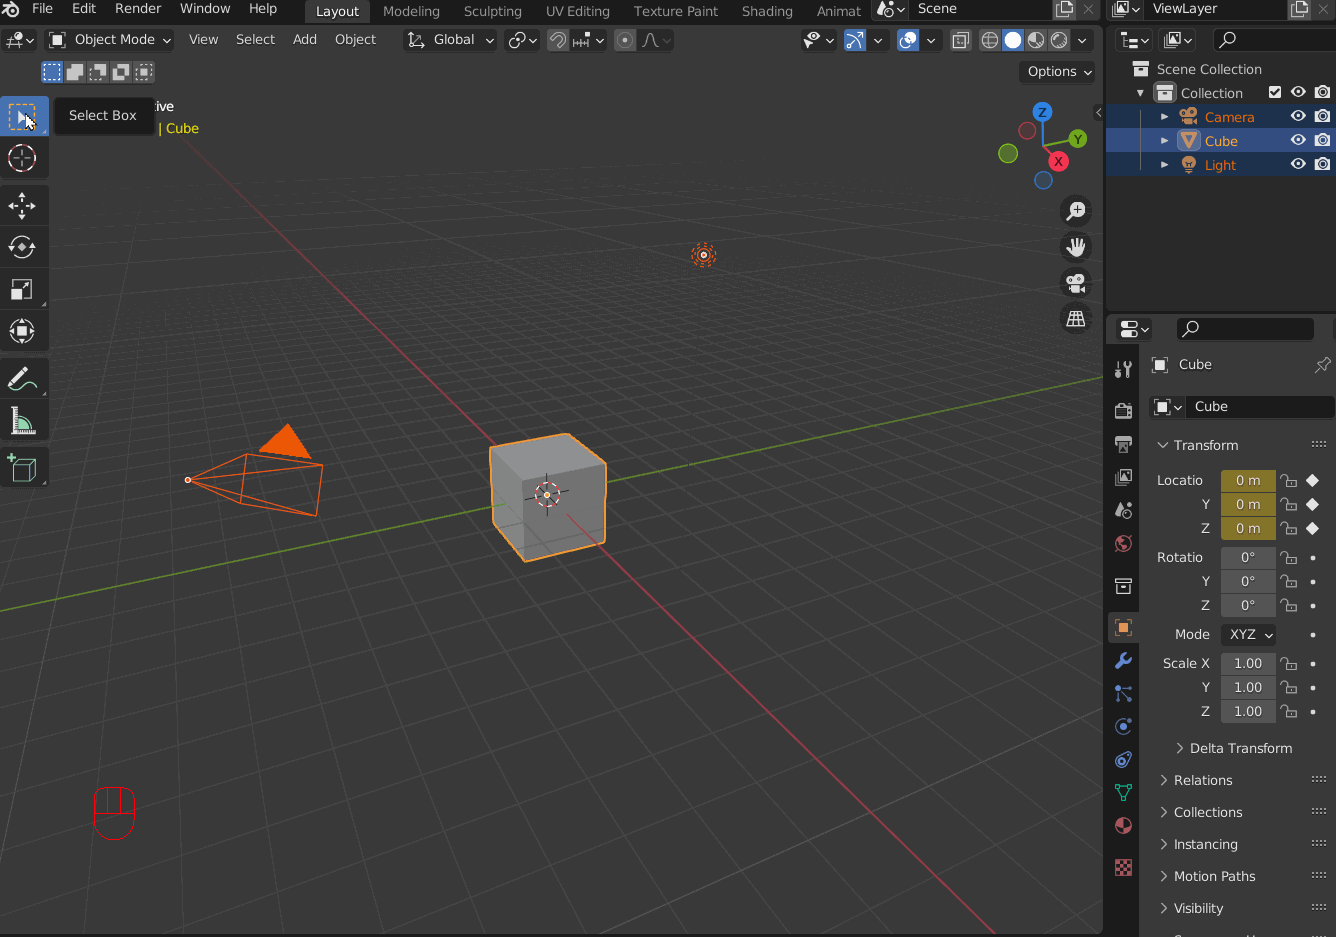 File Edit Render Window Help Layout Modeling Sculpting UV Editing Texture Paint Shading Animat Scene ViewLayer
Object Mode View Select Add Object Global
Options
Select Box
ive
| Cube
Z
Y
X
Scene Collection
Collection
Camera
Cube
Light
Cube
Cube
Transform
Locatio 0 m
Y 0 m
Z 0 m
Rotatio 0°
Y 0°
Z 0°
Mode XYZ
Scale X 1.00
Y 1.00
Z 1.00
Delta Transform
Relations
Collections
Instancing
Motion Paths
Visibility